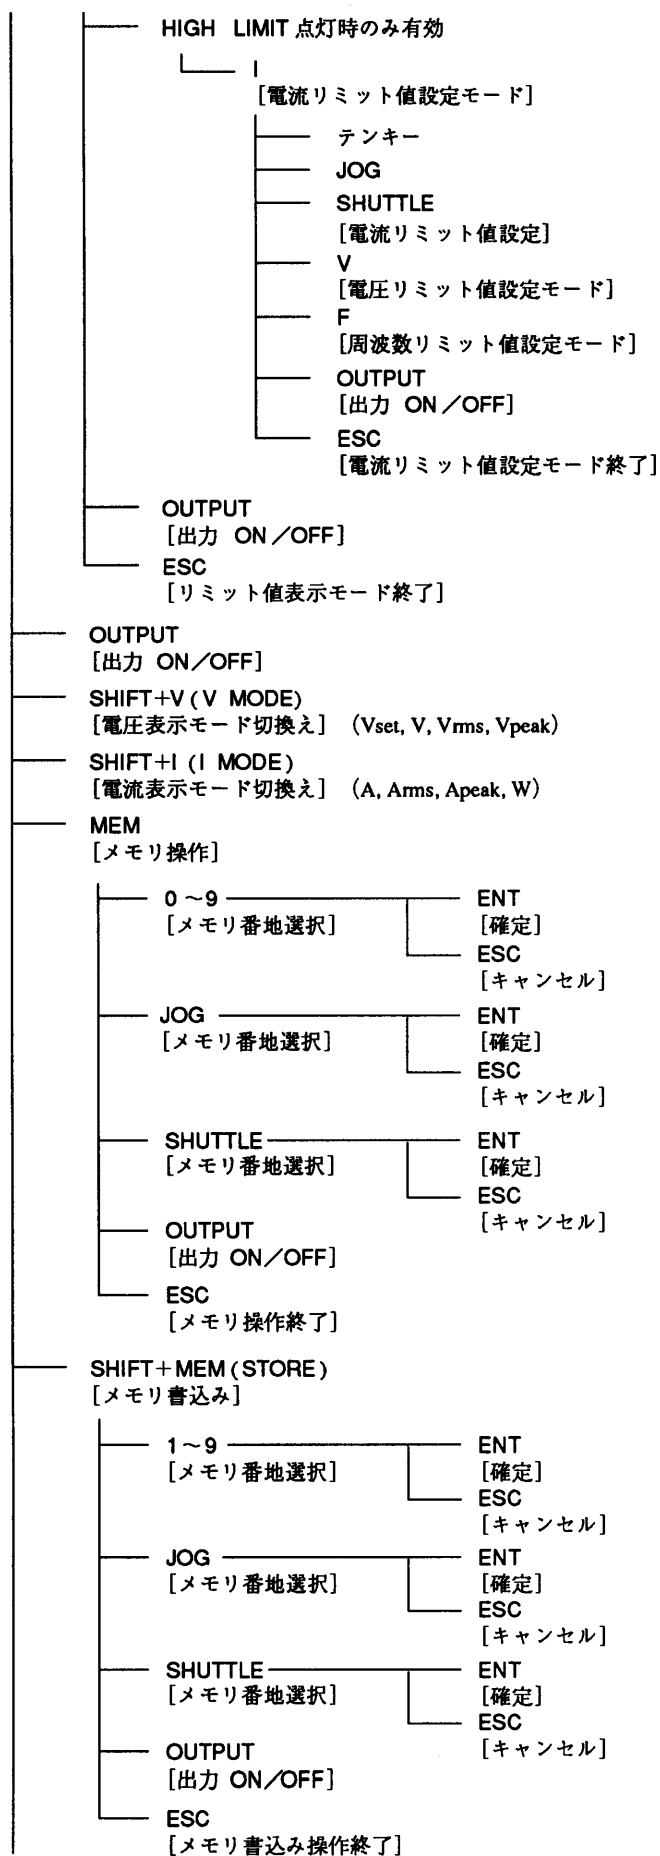 HIGH LIMIT 点灯時のみ有効
I
[電流リミット値設定モード]
テンキー
JOG
SHUTTLE
[電流リミット値設定]
V
[電圧リミット値設定モード]
F
[周波数リミット値設定モード]
OUTPUT
[出力 ON／OFF]
ESC
[電流リミット値設定モード終了]
OUTPUT
[出力 ON／OFF]
ESC
[リミット値表示モード終了]
OUTPUT
[出力 ON／OFF]
SHIFT＋V (V MODE)
[電圧表示モード切換え] (Vset, V, Vrms, Vpeak)
SHIFT＋I (I MODE)
[電流表示モード切換え] (A, Arms, Apeak, W)
MEM
[メモリ操作]
0～9 ENT
[メモリ番地選択] [確定]
ESC
[キャンセル]
JOG ENT
[メモリ番地選択] [確定]
ESC
[キャンセル]
SHUTTLE ENT
[メモリ番地選択] [確定]
ESC
[キャンセル]
OUTPUT
[出力 ON／OFF]
ESC
[メモリ操作終了]
SHIFT＋MEM (STORE)
[メモリ書込み]
1～9 ENT
[メモリ番地選択] [確定]
ESC
[キャンセル]
JOG ENT
[メモリ番地選択] [確定]
ESC
[キャンセル]
SHUTTLE ENT
[メモリ番地選択] [確定]
ESC
[キャンセル]
OUTPUT
[出力 ON／OFF]
ESC
[メモリ書込み操作終了]